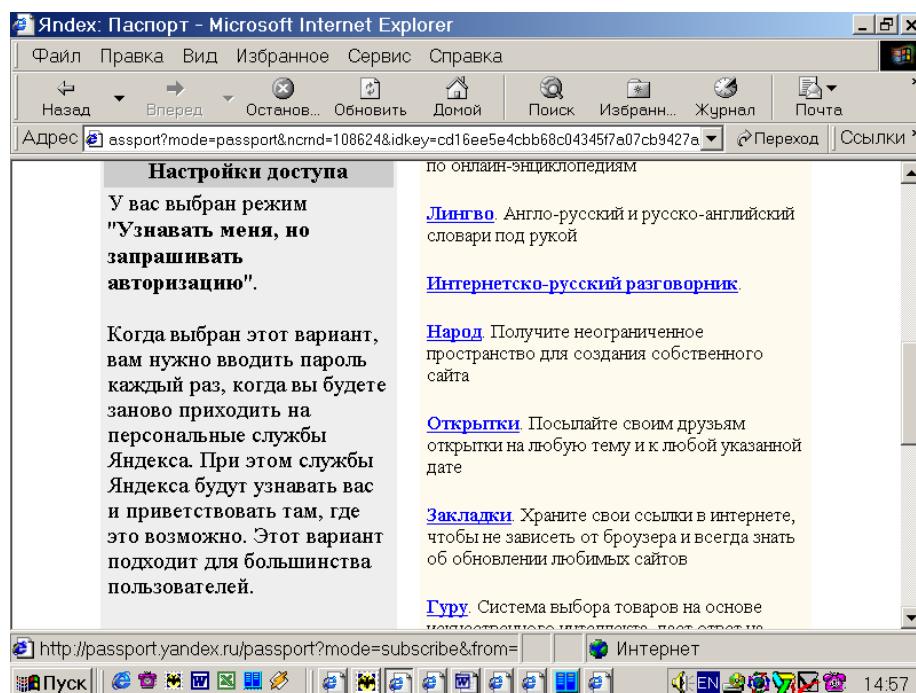 Яndex: Паспорт - Microsoft Internet Explorer
Файл Правка Вид Избранное Сервис Справка
Назад Вперед Останов... Обновить Домой Поиск Избранн... Журнал Почта
Адрес assport?mode=passport&ncmd=108624&idkey=cd16ee5e4cbb68c04345f7a07cb9427a Переход Ссылки
Настройки доступа
У вас выбран режим
"Узнавать меня, но
запрашивать
авторизацию".
Когда выбран этот вариант,
вам нужно вводить пароль
каждый раз, когда вы будете
заново приходить на
персональные службы
Яндекса. При этом службы
Яндекса будут узнавать вас
и приветствовать там, где
это возможно. Этот вариант
подходит для большинства
пользователей.
по онлайн-энциклопедиям
Лингво. Англо-русский и русско-английский
словари под рукой
Интернетско-русский разговорник.
Народ. Получите неограниченное
пространство для создания собственного
сайта
Открытки. Посылайте своим друзьям
открытки на любую тему и к любой указанной
дате
Закладки. Храните свои ссылки в интернете,
чтобы не зависеть от броузера и всегда знать
об обновлении любимых сайтов
Гуру. Система выбора товаров на основе
искусственного интеллекта, дает ответ на
http://passport.yandex.ru/passport?mode=subscribe&from= Интернет
Пуск EN 14:57